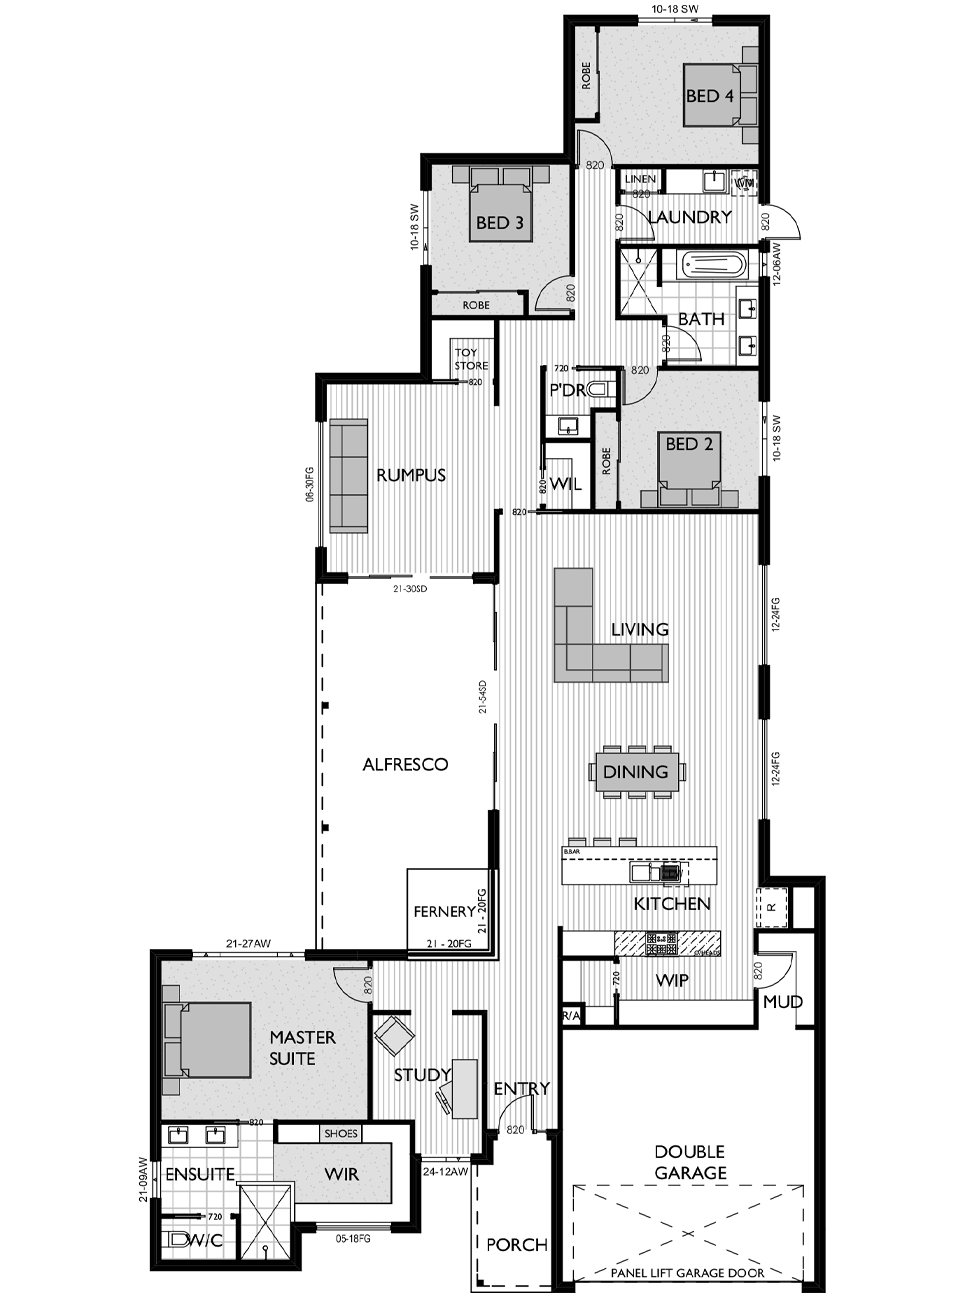 10-18 SW
ROBE
BED 4
820
LINEN
820
WM
10-18 SW
BED 3
820
LAUNDRY
820
12-06AW
820
ROBE
BATH
820
TOY
STORE
820
720
820
P'DR
10-18 SW
BED 2
ROBE
RUMPUS
06-30FG
820
WIL
820
21-30SD
12-24FG
LIVING
21-54SD
ALFRESCO
DINING
12-24FG
B.BAR
DW
KITCHEN
R
FERNERY
21 - 20FG
21 - 20FG
O/HEADS
21-27AW
820
720
WIP
820
MUD
R/A
MASTER
SUITE
STUDY
ENTRY
820
820
SHOES
21-09AW
ENSUITE
WIR
24-12AW
DOUBLE
GARAGE
720
W/C
05-18FG
PORCH
PANEL LIFT GARAGE DOOR